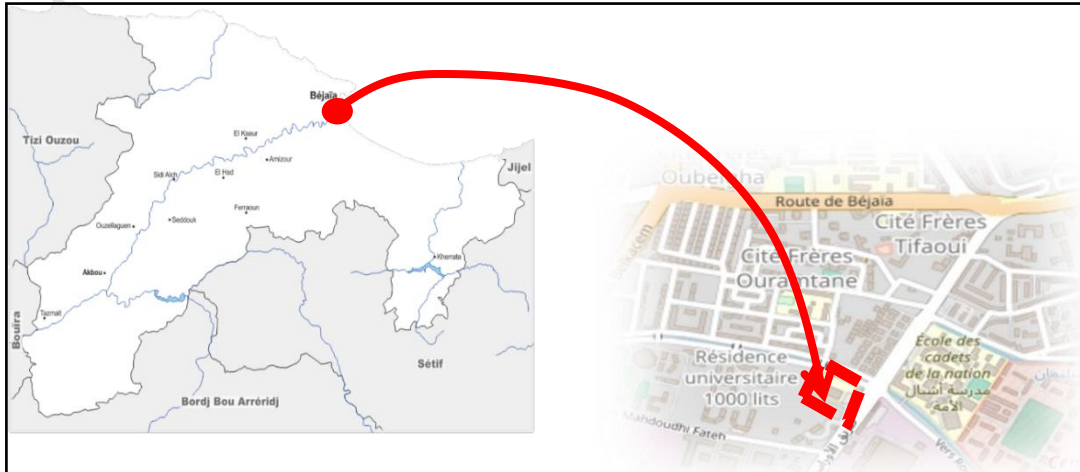 Béjaïa
Tizi Ouzou
El Kseur
Amizour
Jijel
Sidi Aich
El Had
Ouzellaguen
Seddouk
Ferraoun
Kherrata
Akbou
Tazmalt
Bouira
Sétif
Bordj Bou Arréridj
Route de Béjaïa
Cité Frères
Tifaoui
Cité Frères
Ouramtane
Résidence
universitaire
1000 lits
École des
cadets
de la nation
مدرسة أشبال
الأمة
Mahdoudhi Fateh